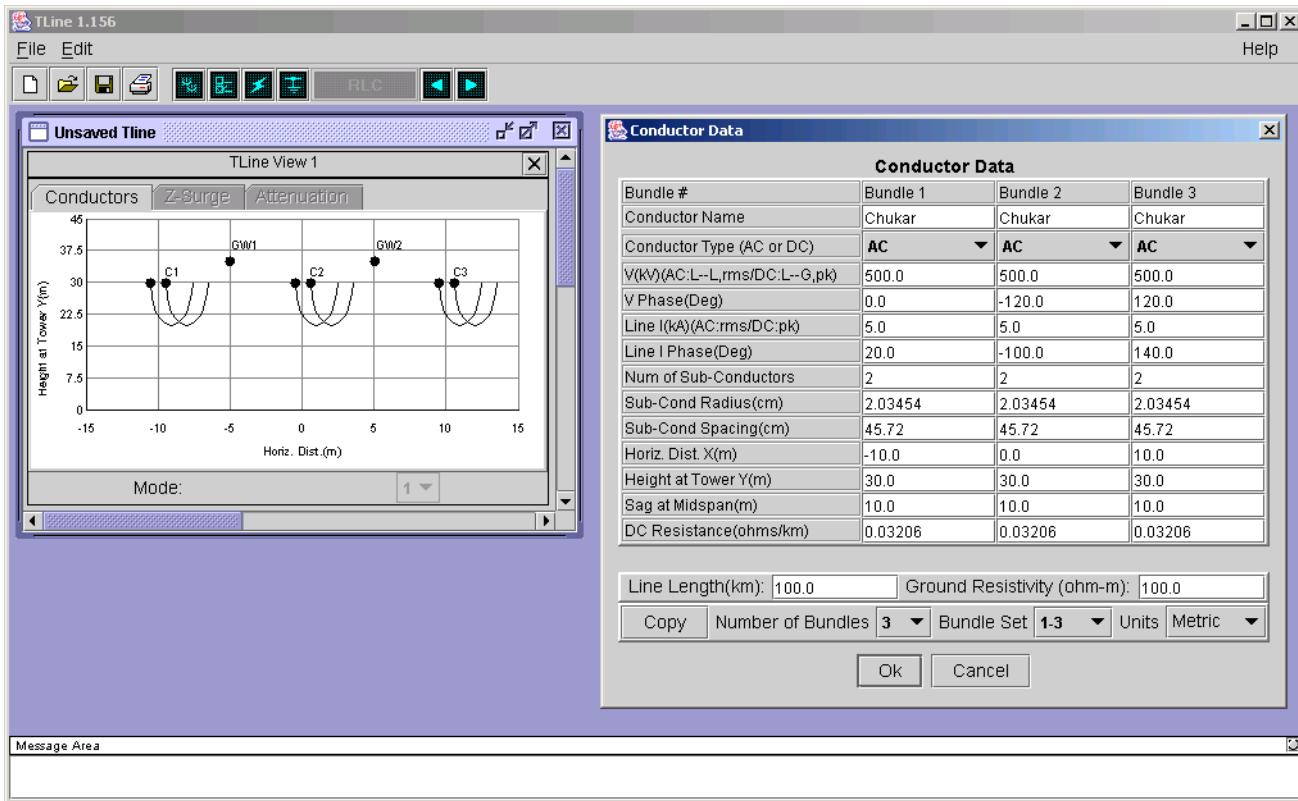 TLine 1.156
File Edit Help
RLC
Unsaved Tline
TLine View 1
Conductors Z-Surge Attenuation
Height at Tower Y(m)
45
37.5
30
22.5
15
7.5
0
GW1 GW2
C1 C2 C3
-15 -10 -5 0 5 10 15
Horiz. Dist.(m)
Mode: 1
Conductor Data
Conductor Data
Bundle # Bundle 1 Bundle 2 Bundle 3
Conductor Name Chukar Chukar Chukar
Conductor Type (AC or DC) AC AC AC
V(kV)(AC:L--L,rms/DC:L--G,pk) 500.0 500.0 500.0
V Phase(Deg) 0.0 -120.0 120.0
Line I(kA)(AC:rms/DC:pk) 5.0 5.0 5.0
Line I Phase(Deg) 20.0 -100.0 140.0
Num of Sub-Conductors 2 2 2
Sub-Cond Radius(cm) 2.03454 2.03454 2.03454
Sub-Cond Spacing(cm) 45.72 45.72 45.72
Horiz. Dist. X(m) -10.0 0.0 10.0
Height at Tower Y(m) 30.0 30.0 30.0
Sag at Midspan(m) 10.0 10.0 10.0
DC Resistance(ohms/km) 0.03206 0.03206 0.03206
Line Length(km): 100.0 Ground Resistivity (ohm-m): 100.0
Copy Number of Bundles 3 Bundle Set 1-3 Units Metric
Ok Cancel
Message Area